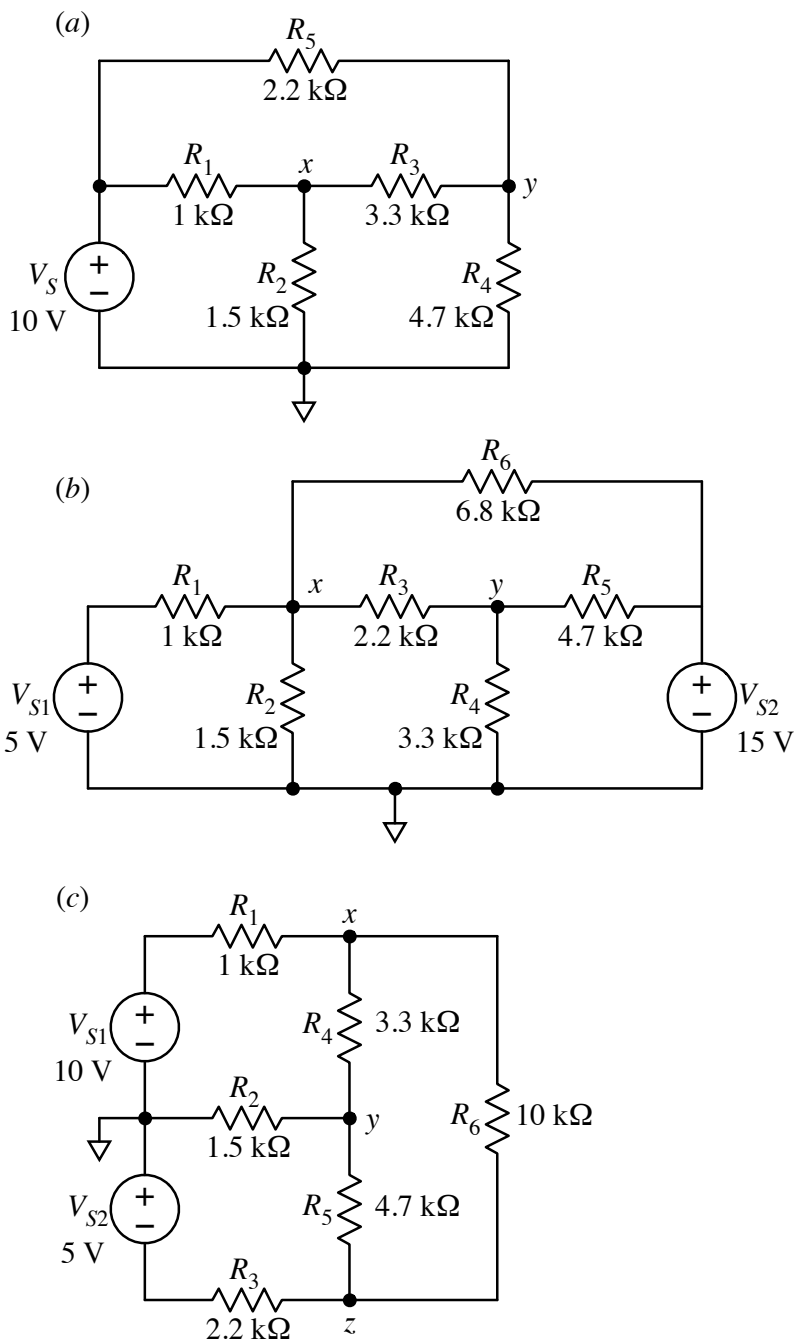 (a)
R5
2.2 kΩ
R1
x
R3
y
1 kΩ
3.3 kΩ
+
−
VS
10 V
R2
1.5 kΩ
R4
4.7 kΩ
(b)
R6
6.8 kΩ
R1
x
R3
y
R5
1 kΩ
2.2 kΩ
4.7 kΩ
+
−
VS1
5 V
R2
1.5 kΩ
R4
3.3 kΩ
+
−
VS2
15 V
(c)
R1
x
1 kΩ
+
−
VS1
10 V
R4
3.3 kΩ
R2
y
1.5 kΩ
R6
10 kΩ
+
−
VS2
5 V
R5
4.7 kΩ
R3
2.2 kΩ
z